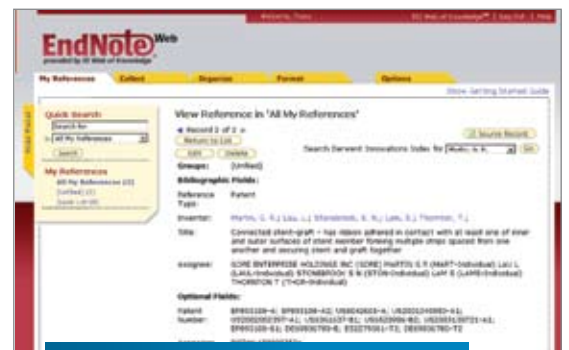 Welcome, Tracy
ISI Web of Knowledge™ | Log Out | Help
EndNote Web
provided by ISI Web of Knowledge
My References Collect Organize Format Options
Show Getting Started Guide
Quick Search
Search for
in All My References
Search
My References
All My References (2)
[Unfiled] (2)
View Reference in 'All My References'
Record 2 of 2
Return to List
Source Record
Edit Delete
Search Derwent Innovations Index for Martin, G. R. Go
Groups: [Unfiled]
Bibliographic Fields:
Reference Type: Patent
Inventor: Martin, G. R.; Lau, L.; Stonebrook, S. N.; Lam, S.; Thornton, T.;
Title: Connected stent-graft - has ribbon adhered in contact with at least one of inner
and outer surfaces of stent member forming multiple strips spaced from one
another and securing stent and graft together
Assignee: GORE ENTERPRISE HOLDINGS INC (GORE) MARTIN G R (MART-Individual) LAU L
(LAUL-Individual) STONEBROOK S N (STON-Individual) LAM S (LAMS-Individual)
THORNTON T (THOR-Individual)
Optional Fields:
Patent Number: